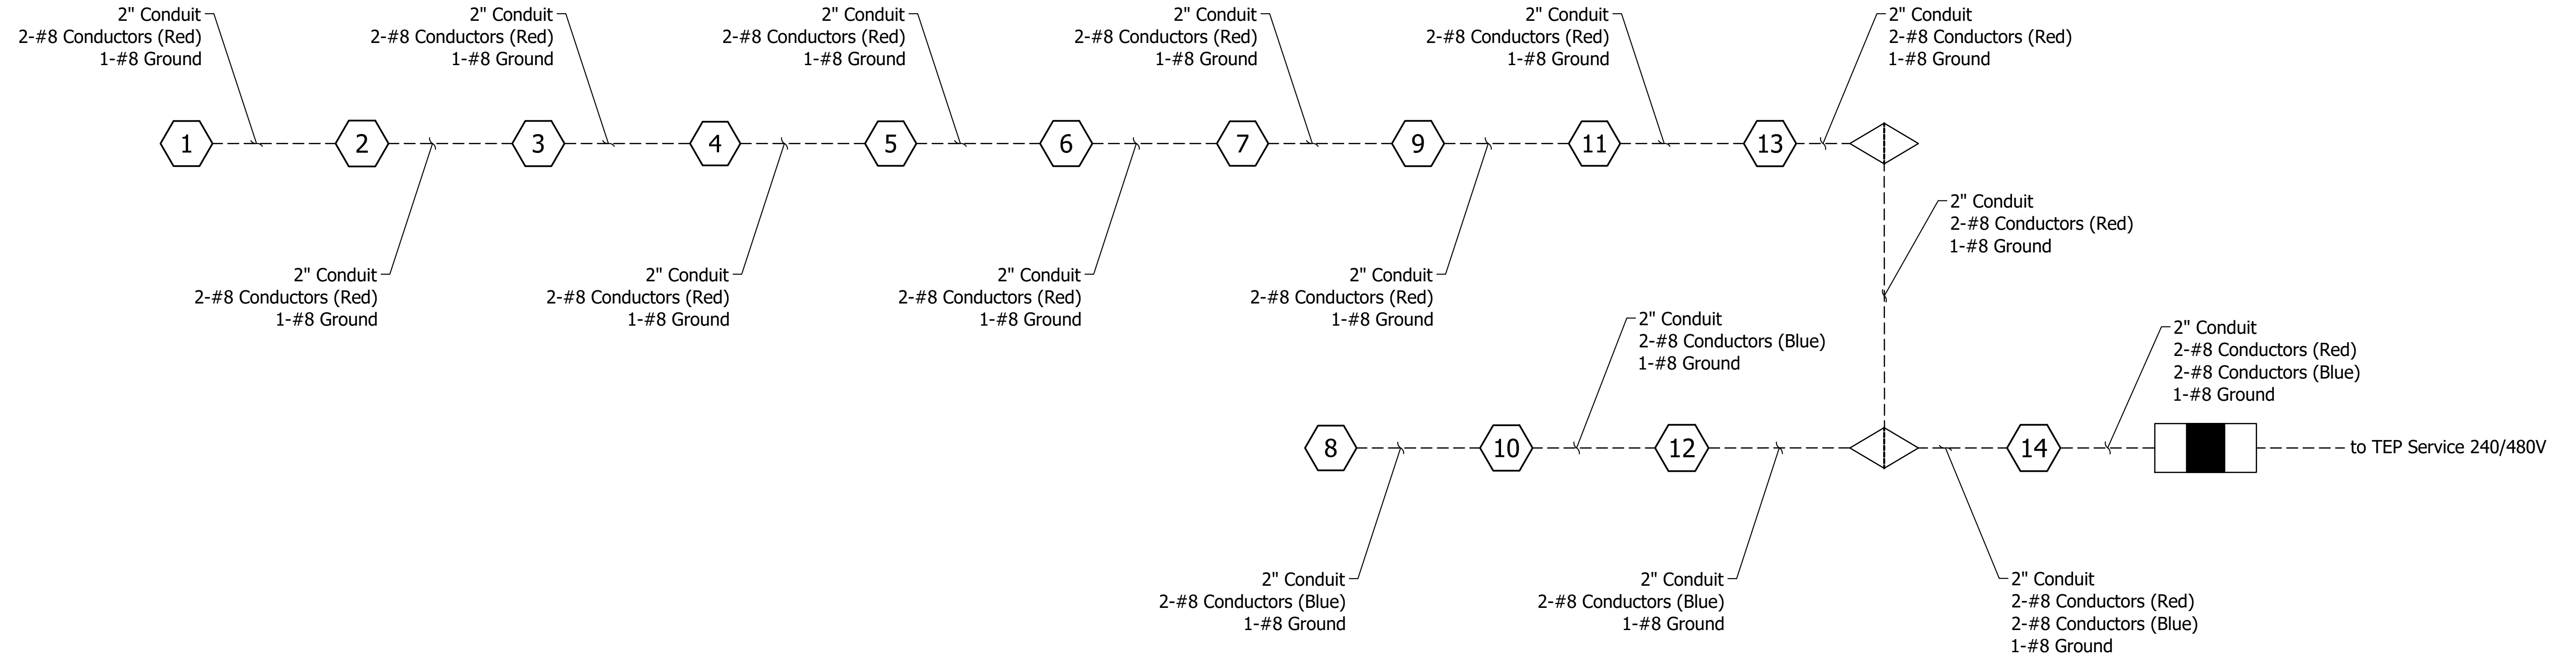 2" Conduit
2-#8 Conductors (Red)
1-#8 Ground
2" Conduit
2-#8 Conductors (Red)
1-#8 Ground
2" Conduit
2-#8 Conductors (Red)
1-#8 Ground
2" Conduit
2-#8 Conductors (Red)
1-#8 Ground
2" Conduit
2-#8 Conductors (Red)
1-#8 Ground
2" Conduit
2-#8 Conductors (Red)
1-#8 Ground
1
2
3
4
5
6
7
9
11
13
2" Conduit
2-#8 Conductors (Red)
1-#8 Ground
2" Conduit
2-#8 Conductors (Red)
1-#8 Ground
2" Conduit
2-#8 Conductors (Red)
1-#8 Ground
2" Conduit
2-#8 Conductors (Red)
1-#8 Ground
2" Conduit
2-#8 Conductors (Red)
1-#8 Ground
2" Conduit
2-#8 Conductors (Blue)
1-#8 Ground
2" Conduit
2-#8 Conductors (Red)
2-#8 Conductors (Blue)
1-#8 Ground
8
10
12
14
to TEP Service 240/480V
2" Conduit
2-#8 Conductors (Blue)
1-#8 Ground
2" Conduit
2-#8 Conductors (Blue)
1-#8 Ground
2" Conduit
2-#8 Conductors (Red)
2-#8 Conductors (Blue)
1-#8 Ground